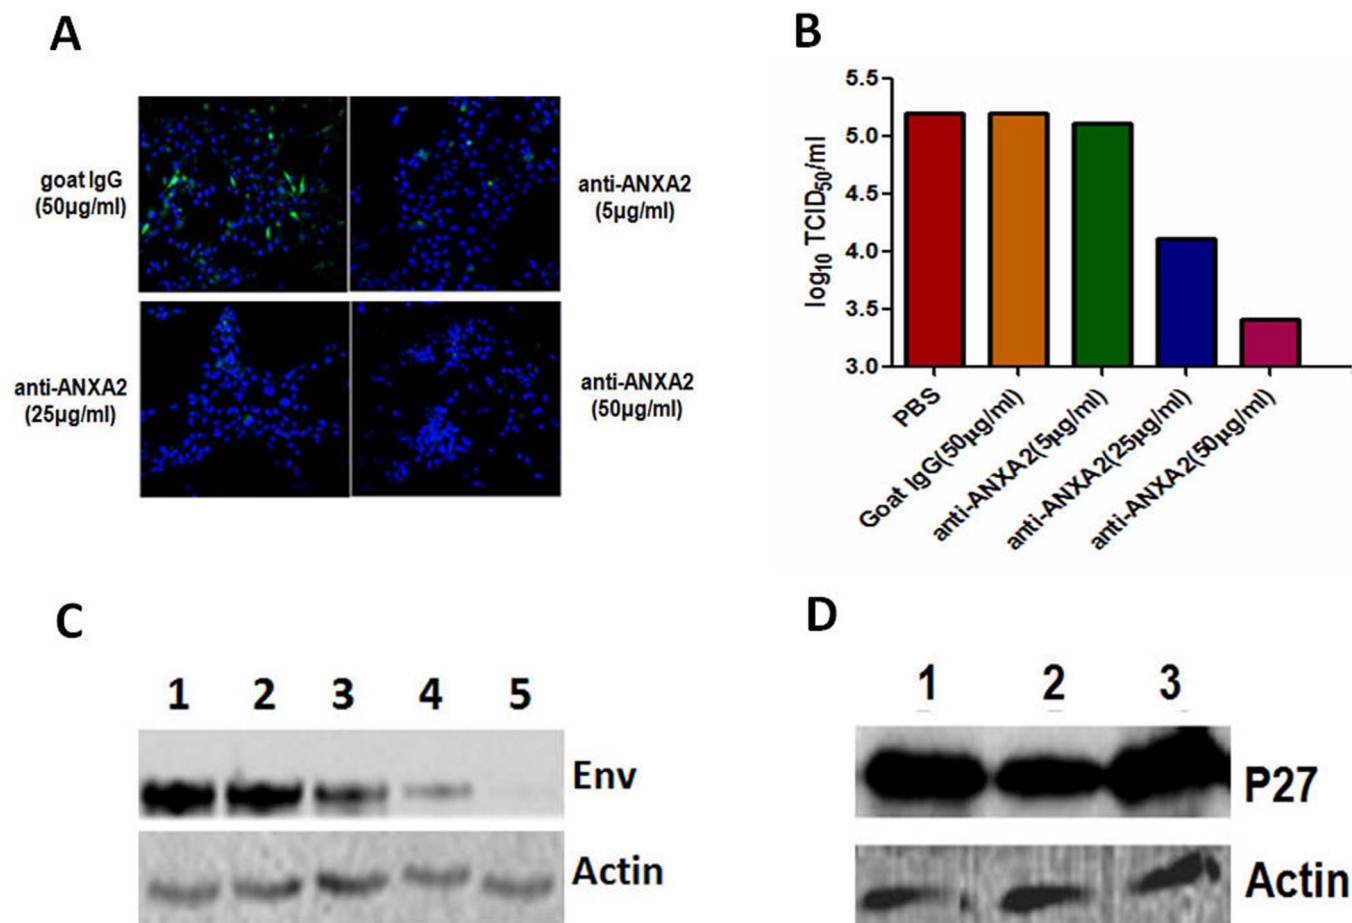 A
goat IgG
(50µg/ml)
anti-ANXA2
(5µg/ml)
anti-ANXA2
(25µg/ml)
anti-ANXA2
(50µg/ml)
B
log10 TCID50/ml
5.5
5.0
4.5
4.0
3.5
3.0
PBS
Goat IgG(50µg/ml)
anti-ANXA2(5µg/ml)
anti-ANXA2(25µg/ml)
anti-ANXA2(50µg/ml)
C
1 2 3 4 5
Env
Actin
D
1 2 3
P27
Actin